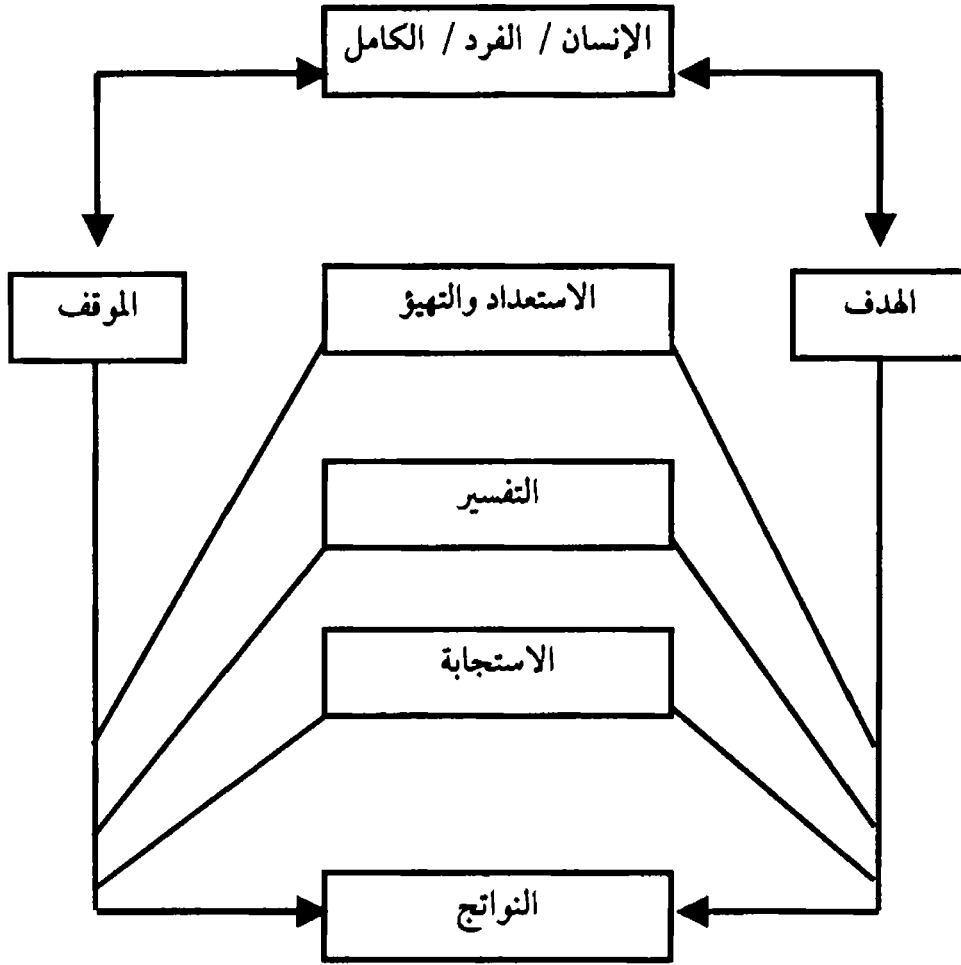 الإنسان / الفرد / الكامل
الهدف
الاستعداد والتهيؤ
الموقف
التفسير
الاستجابة
النواتج